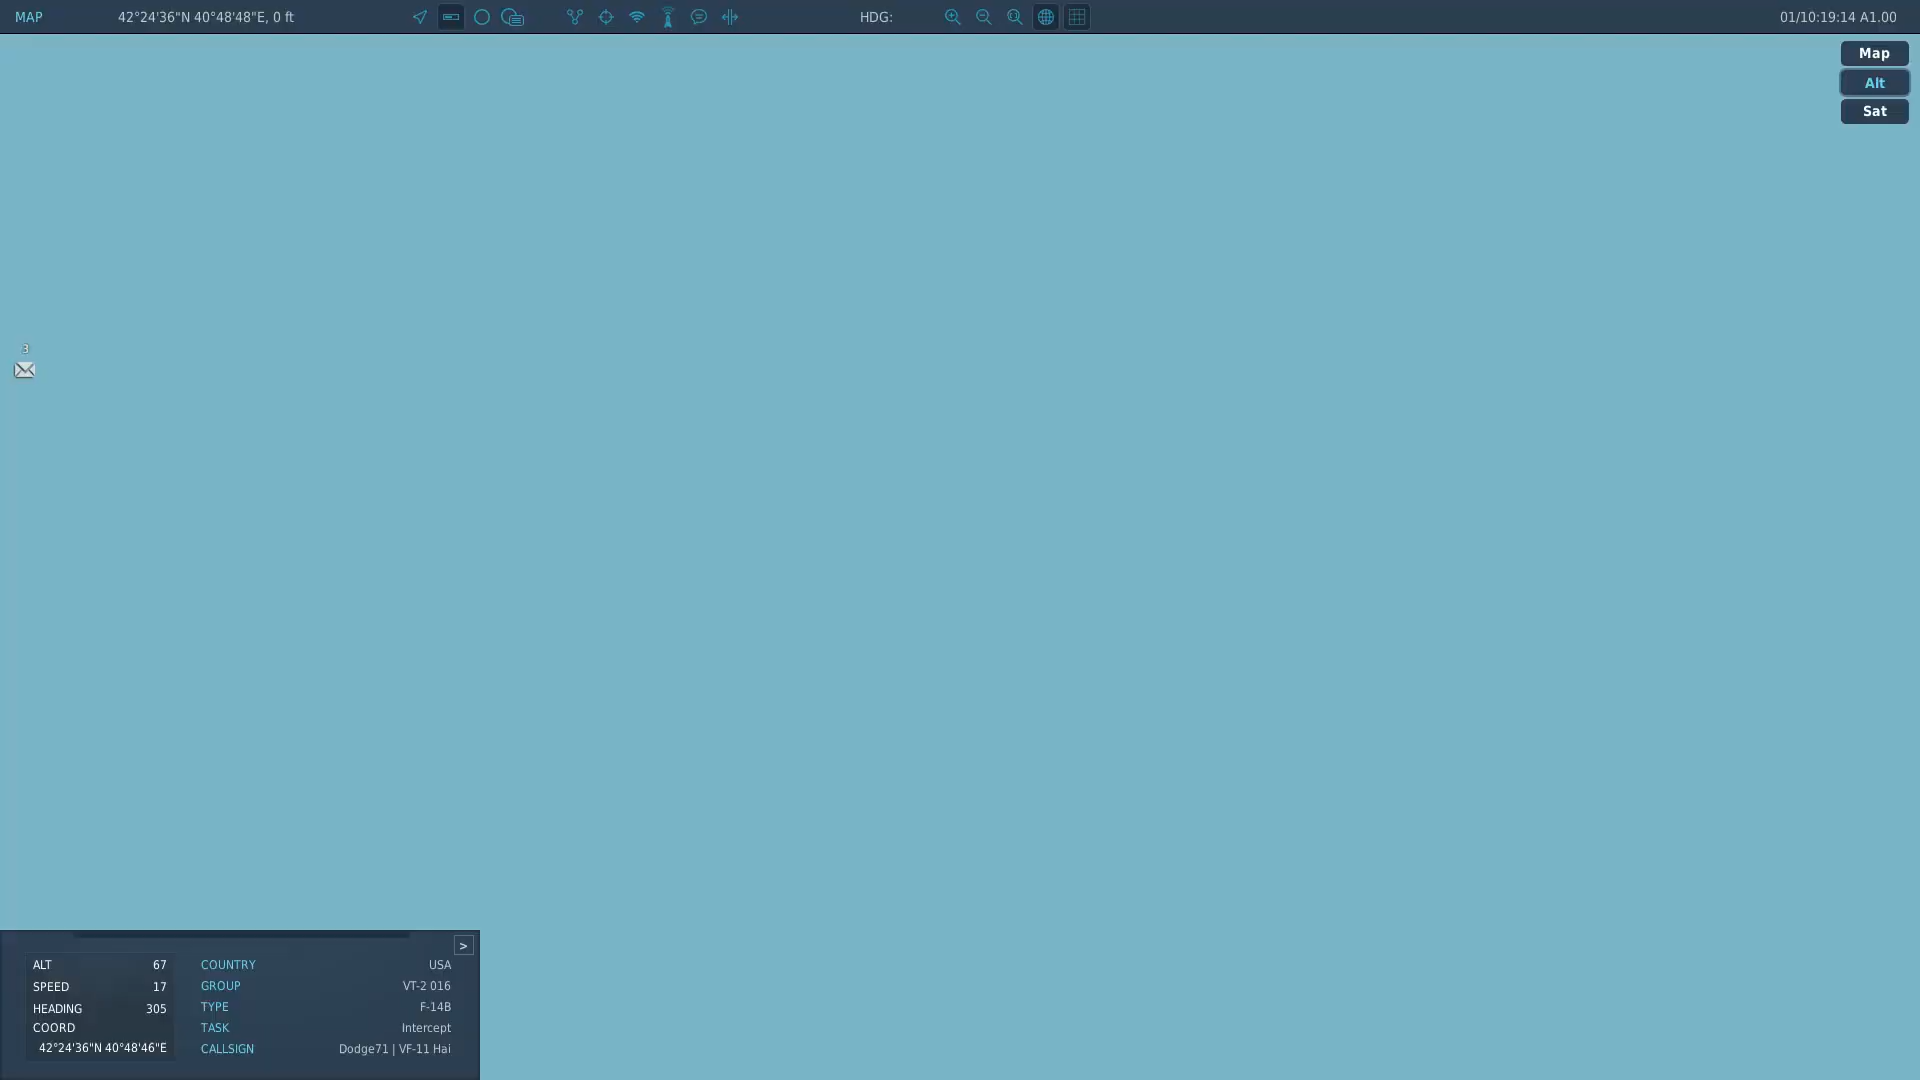 MAP 42°24'36"N 40°48'48"E, 0 ft HDG: 01/10:19:14 A1.00
Map
Alt
Sat
3
>
ALT 67
SPEED 17
HEADING 305
COORD
42°24'36"N 40°48'46"E
COUNTRY USA
GROUP VT-2 016
TYPE F-14B
TASK Intercept
CALLSIGN Dodge71 | VF-11 Hai